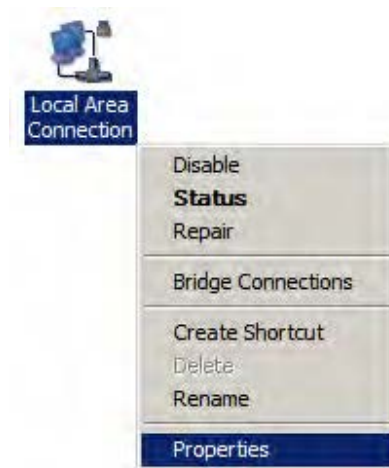 Local Area
Connection
Disable
Status
Repair
Bridge Connections
Create Shortcut
Delete
Rename
Properties